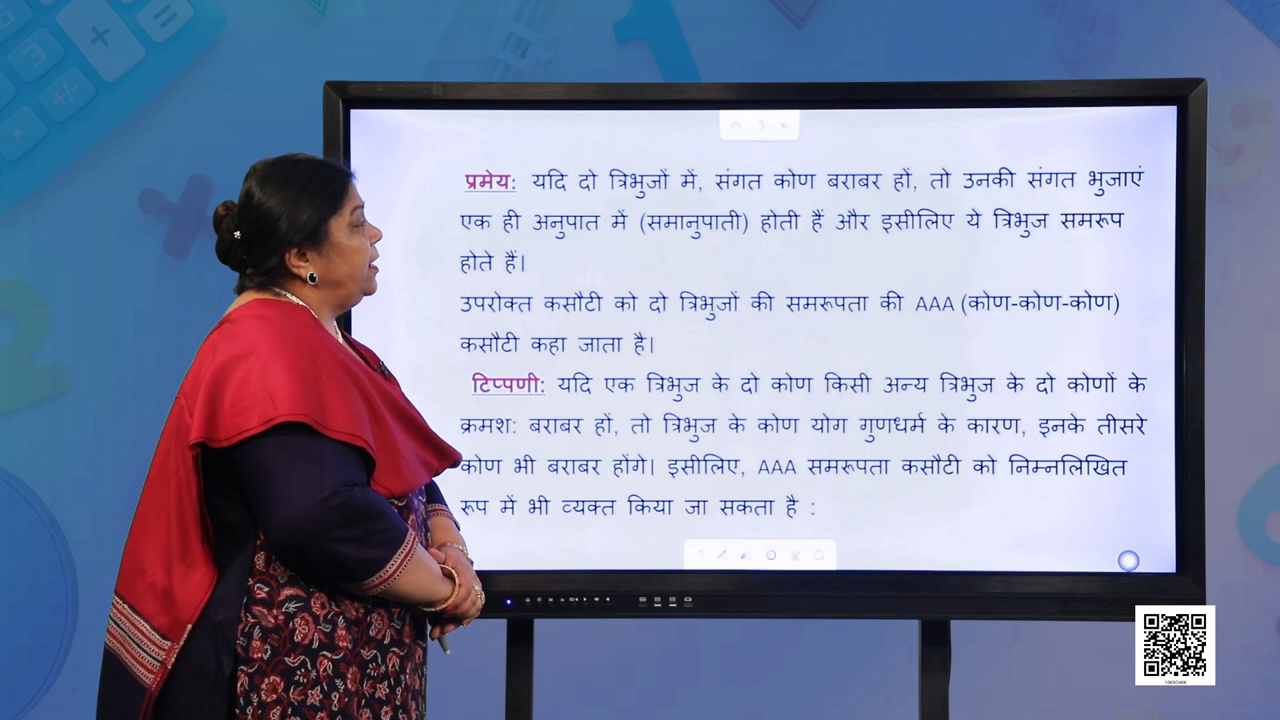 प्रमेय: यदि दो त्रिभुजों में, संगत कोण बराबर हों, तो उनकी संगत भुजाएं
एक ही अनुपात में (समानुपाती) होती हैं और इसीलिए ये त्रिभुज समरूप
होते हैं।
उपरोक्त कसौटी को दो त्रिभुजों की समरूपता की AAA (कोण-कोण-कोण)
कसौटी कहा जाता है।
टिप्पणी: यदि एक त्रिभुज के दो कोण किसी अन्य त्रिभुज के दो कोणों के
क्रमश: बराबर हों, तो त्रिभुज के कोण योग गुणधर्म के कारण, इनके तीसरे
कोण भी बराबर होंगे। इसीलिए, AAA समरूपता कसौटी को निम्नलिखित
रूप में भी व्यक्त किया जा सकता है :